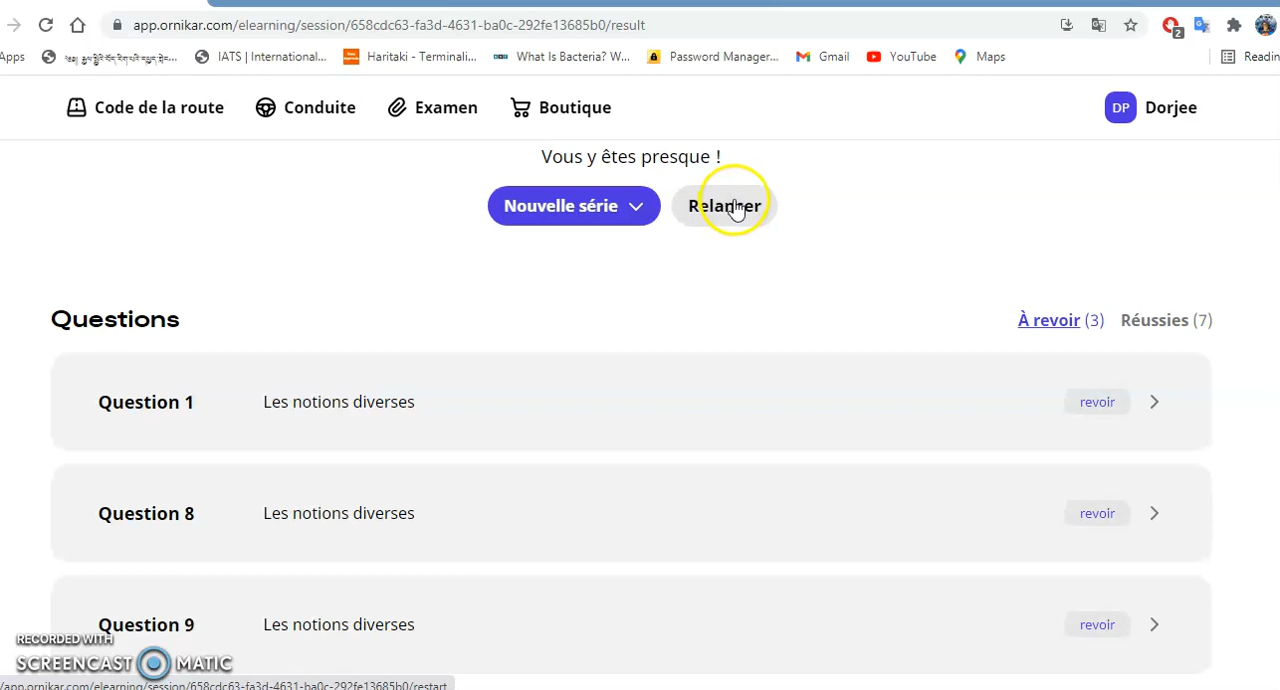 app.ornikar.com/elearning/session/658cdc63-fa3d-4631-ba0c-292fe13685b0/result
2
Apps
IATS | International...
Haritaki - Terminali...
What Is Bacteria? W...
Password Manager...
Gmail
YouTube
Maps
Readin
Code de la route
Conduite
Examen
Boutique
DP
Dorjee
Vous y êtes presque !
Nouvelle série
Relancer
Questions
À revoir (3)
Réussies (7)
Question 1
Les notions diverses
revoir
Question 8
Les notions diverses
revoir
Question 9
Les notions diverses
revoir
RECORDED WITH
SCREENCAST MATIC
/app.ornikar.com/elearning/session/658cdc63-fa3d-4631-ba0c-292fe13685b0/restart